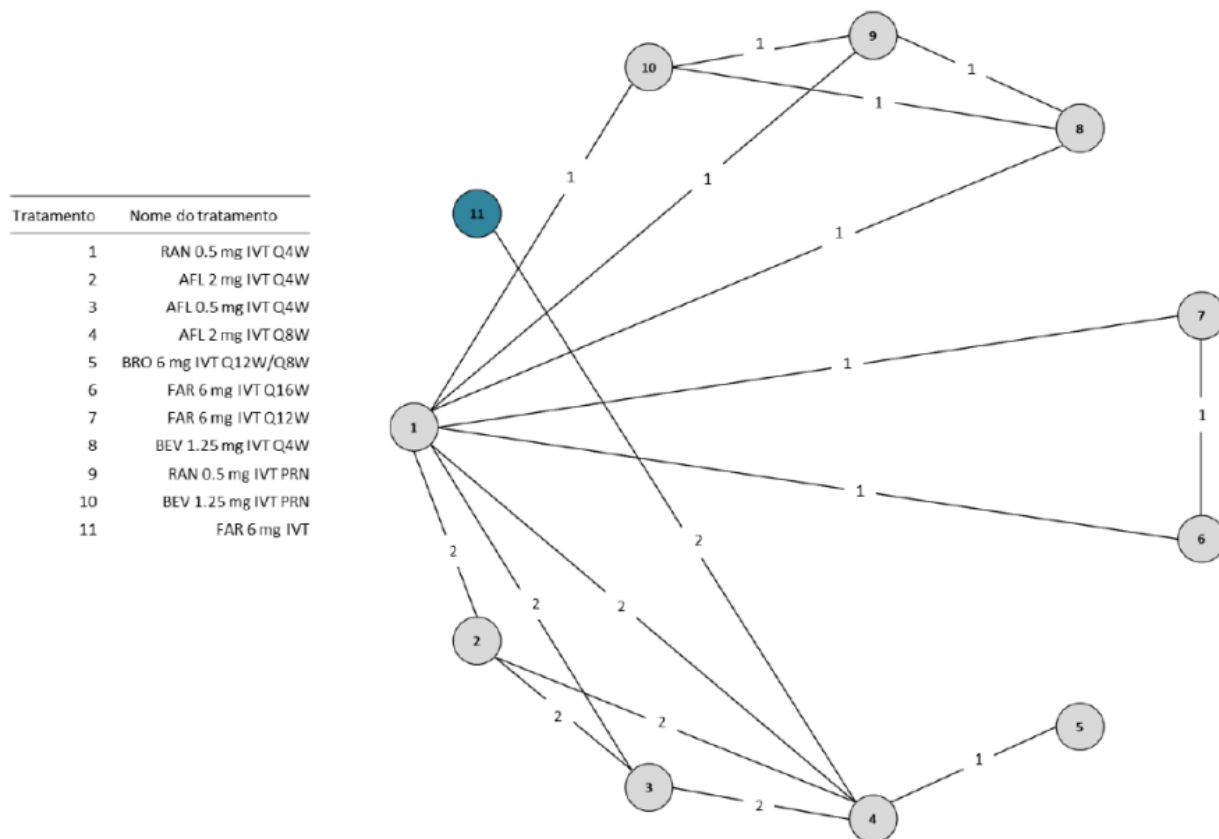 Tratamento Nome do tratamento
1 RAN 0.5 mg IVT Q4W
2 AFL 2 mg IVT Q4W
3 AFL 0.5 mg IVT Q4W
4 AFL 2 mg IVT Q8W
5 BRO 6 mg IVT Q12W/Q8W
6 FAR 6 mg IVT Q16W
7 FAR 6 mg IVT Q12W
8 BEV 1.25 mg IVT Q4W
9 RAN 0.5 mg IVT PRN
10 BEV 1.25 mg IVT PRN
11 FAR 6 mg IVT
9
1
10
1
1
8
1
1
11
1
7
1
1
1
1
6
2
2
2
2
2
2
2
5
1
3
2
4